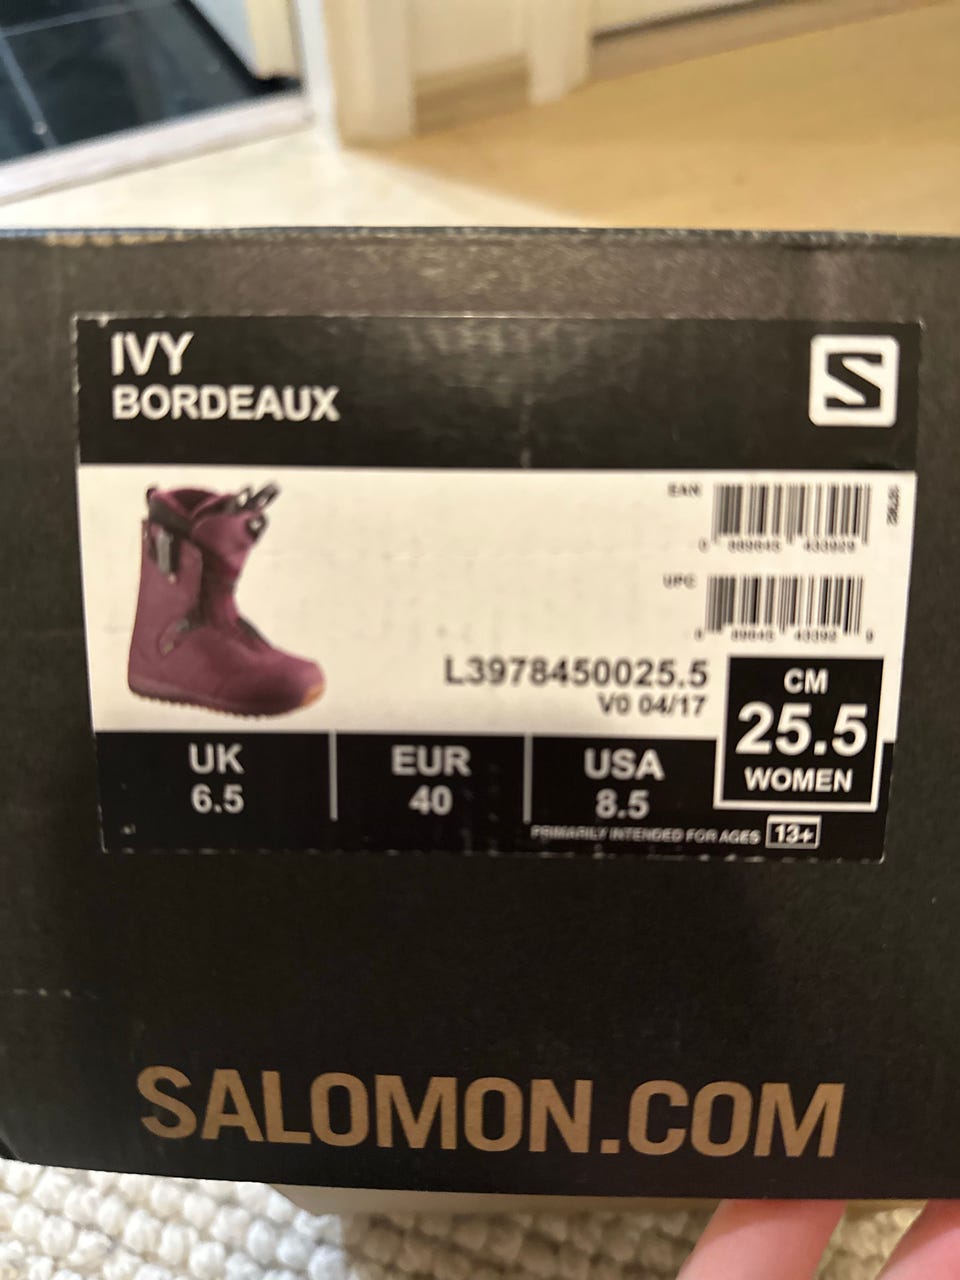 IVY
BORDEAUX
EAN
UPC
L3978450025.5
V0 04/17
CM
25.5
WOMEN
UK
6.5
EUR
40
USA
8.5
PRIMARILY INTENDED FOR AGES 13+
SALOMON.COM